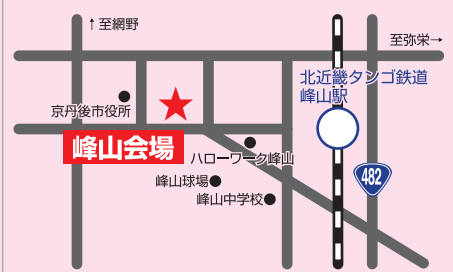 ↑至網野
至弥栄→
北近畿タンゴ鉄道
峰山駅
京丹後市役所
峰山会場
ハローワーク峰山
482
峰山球場
峰山中学校